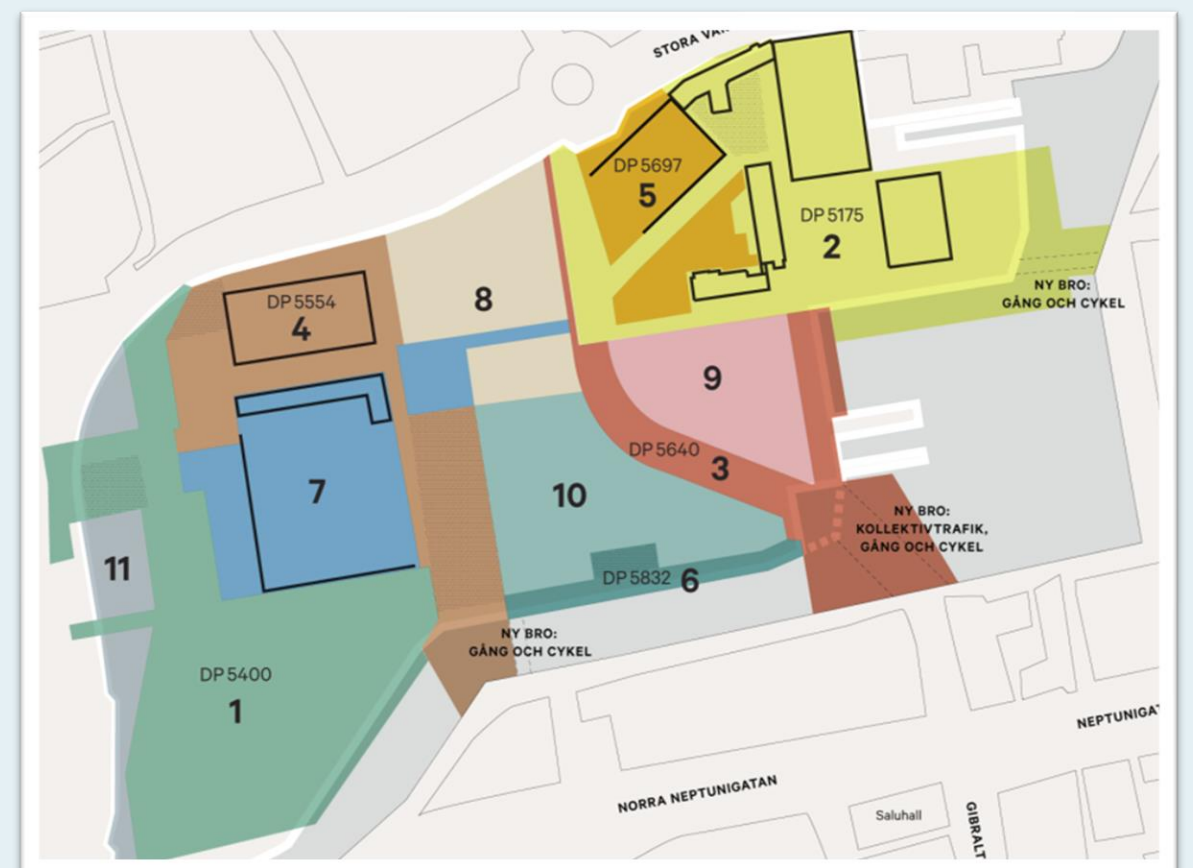 STORA
DP 5697
5
DP 5175
2
NY BRO:
GÅNG OCH CYKEL
DP 5554
4
8
9
DP 5640
3
7
10
NY BRO:
KOLLEKTIVTRAFIK,
GÅNG OCH CYKEL
11
DP 5832
6
NY BRO:
GÅNG OCH CYKEL
DP 5400
1
NEPTUNIGAT
NORRA NEPTUNIGATAN
Saluhall
GIBRALT